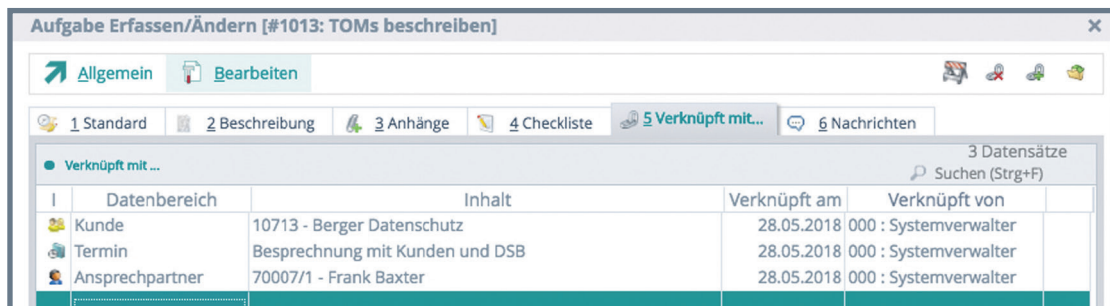 Aufgabe Erfassen/Ändern [#1013: TOMs beschreiben]
Allgemein Bearbeiten
1 Standard 2 Beschreibung 3 Anhänge 4 Checkliste 5 Verknüpft mit... 6 Nachrichten
3 Datensätze
Verknüpft mit ... Suchen (Strg+F)
I Datenbereich Inhalt Verknüpft am Verknüpft von
Kunde 10713 - Berger Datenschutz 28.05.2018 000 : Systemverwalter
Termin Besprechnung mit Kunden und DSB 28.05.2018 000 : Systemverwalter
Ansprechpartner 70007/1 - Frank Baxter 28.05.2018 000 : Systemverwalter